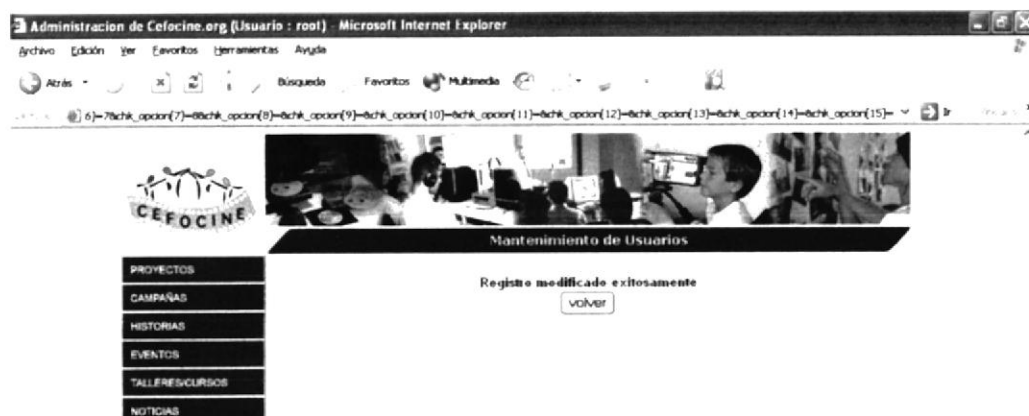 Administracion de Cefocine.org (Usuario : root) - Microsoft Internet Explorer
Archivo Edición Ver Favoritos Herramientas Ayuda
Atrás Búsqueda Favoritos Multimedia
6}=7&chk_opcion{7}=8&chk_opcion{8}=&chk_opcion{9}=&chk_opcion{10}=&chk_opcion{11}=&chk_opcion{12}=&chk_opcion{13}=&chk_opcion{14}=&chk_opcion{15}= Ir
CEFOCINE
Mantenimiento de Usuarios
PROYECTOS
CAMPAÑAS
HISTORIAS
EVENTOS
TALLERES/CURSOS
NOTICIAS
Registro modificado exitosamente
volver